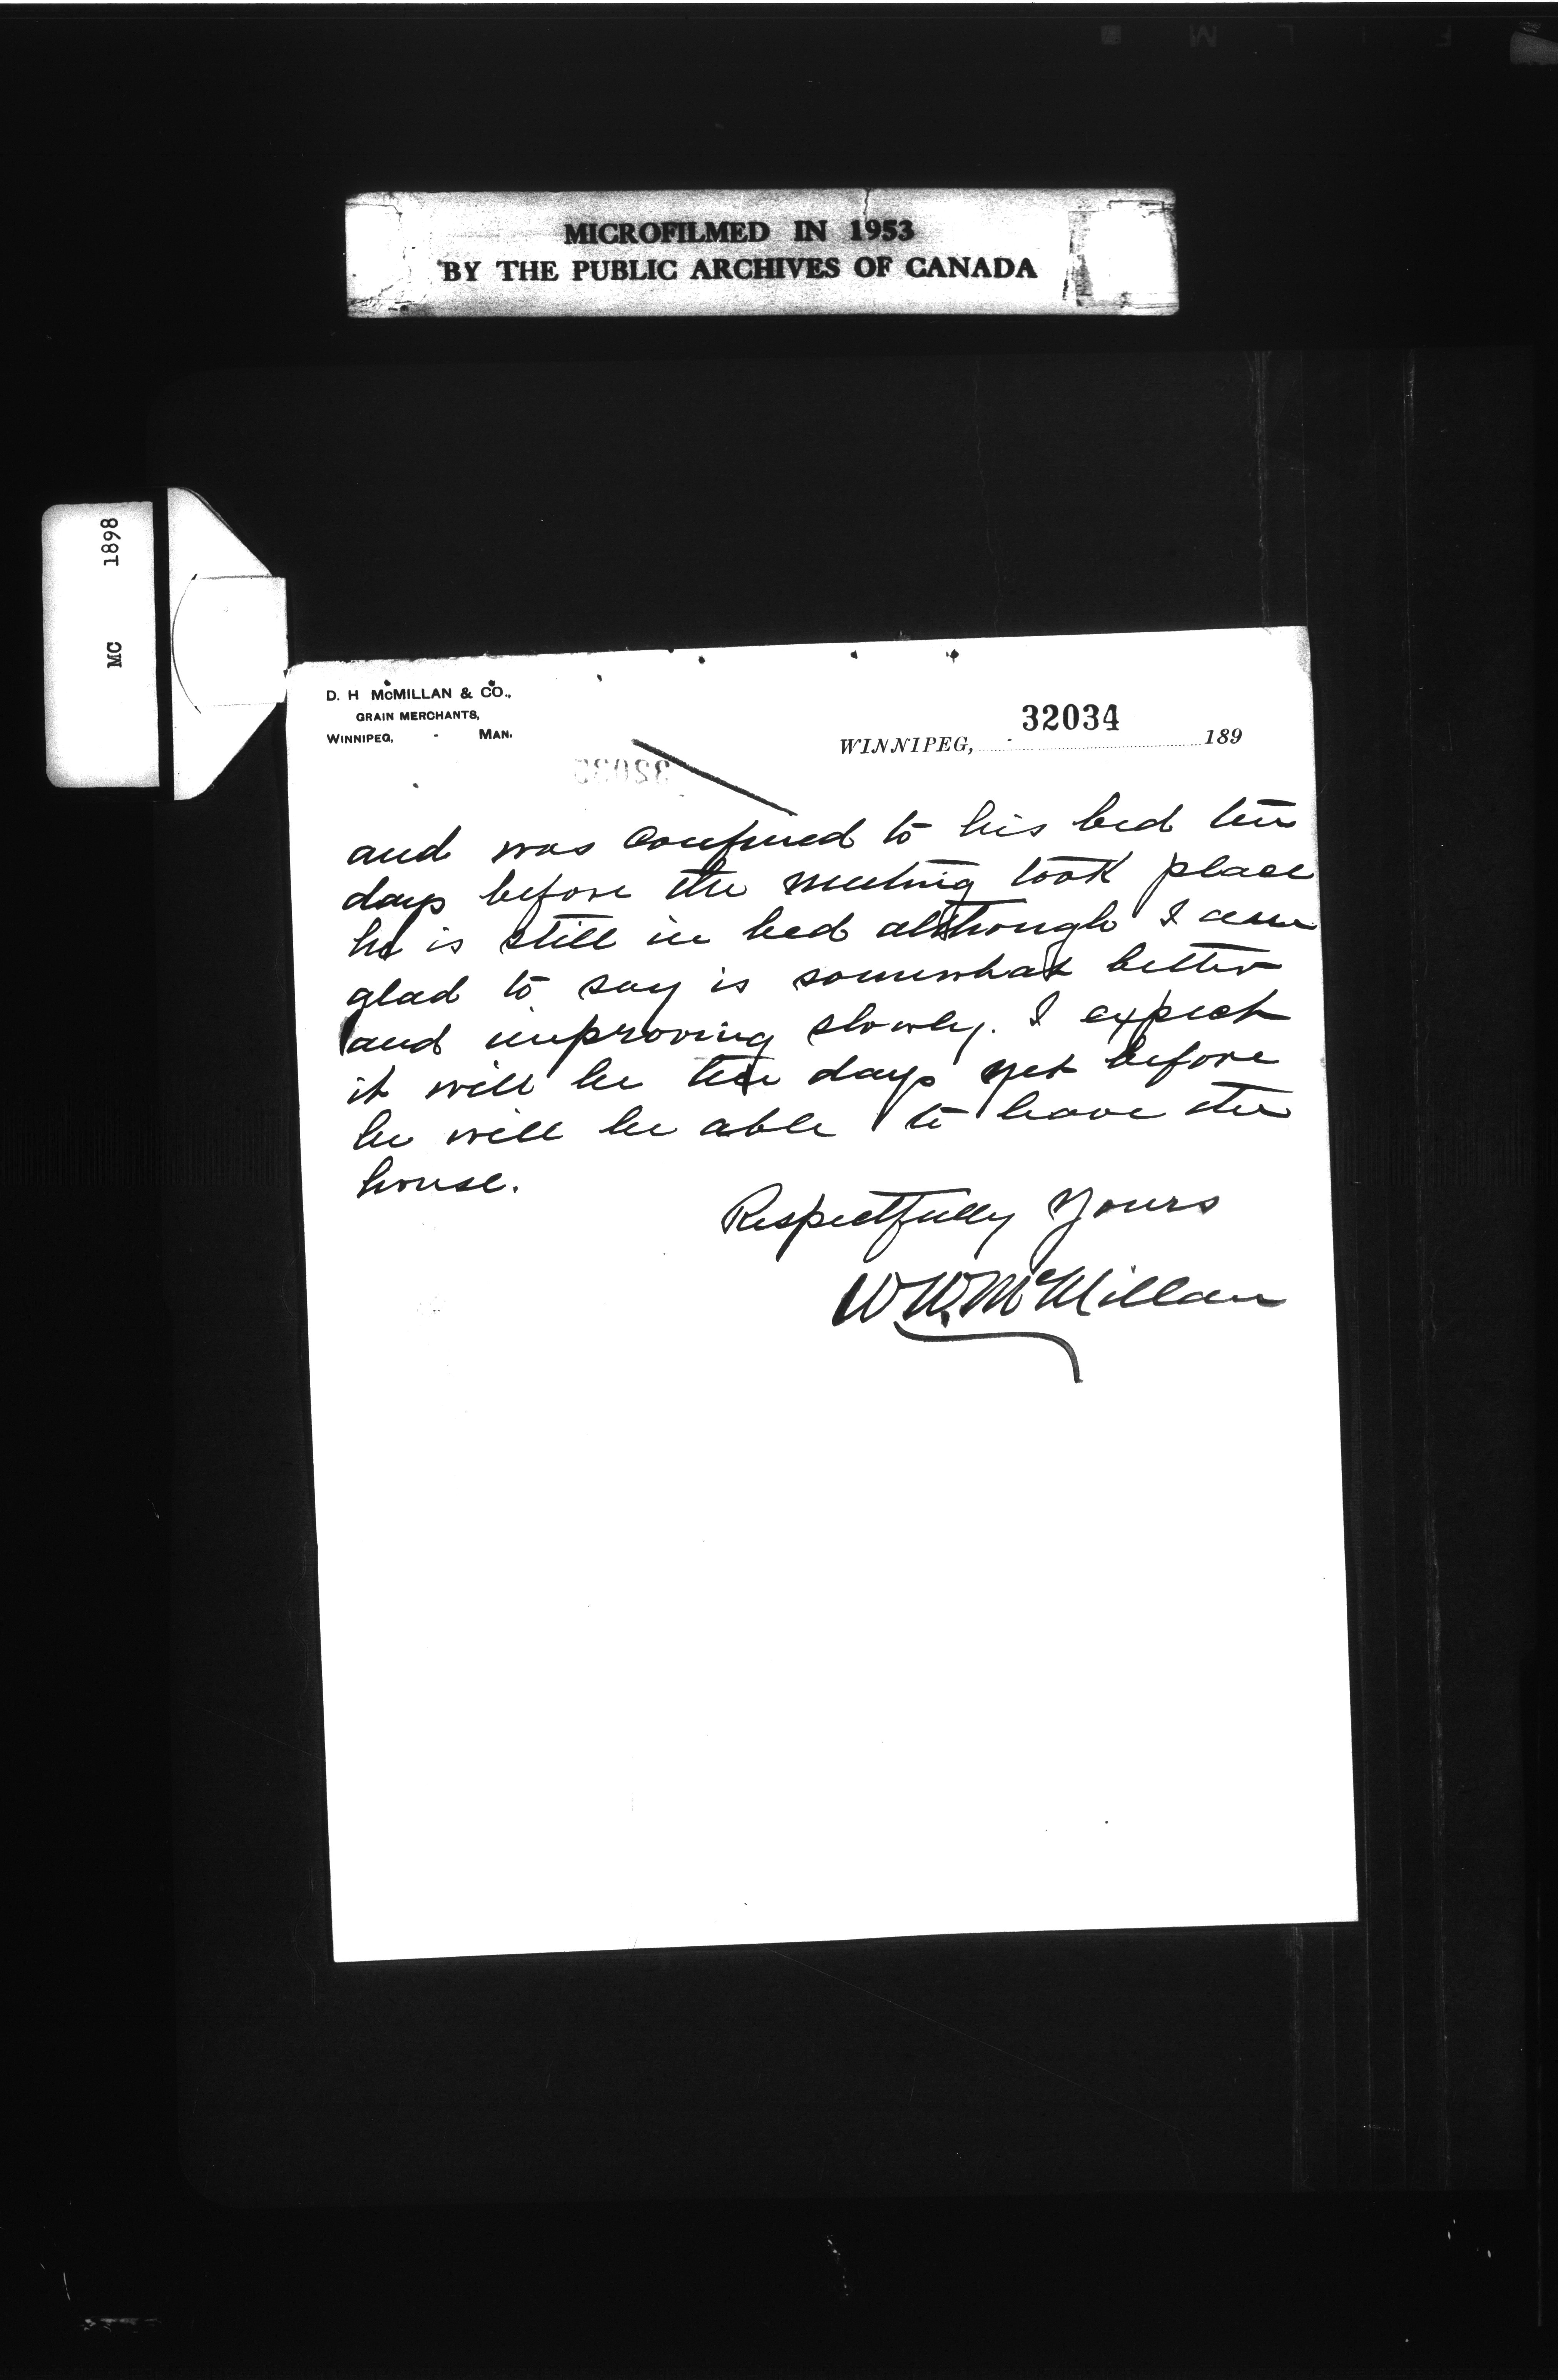 MICROFILMED IN 1953
BY THE PUBLIC ARCHIVES OF CANADA
MC 1898
D. H McMILLAN & CO.,
GRAIN MERCHANTS,
WINNIPEG, - MAN.
32034
WINNIPEG, 189
and was confined to his bed ten
days before the meeting took place
he is still in bed although I am
glad to say is somewhat better
and improving slowly. I expect
it will be ten days yet before
he will be able to leave the
house.
Respectfully Yours
W. W. McMillan